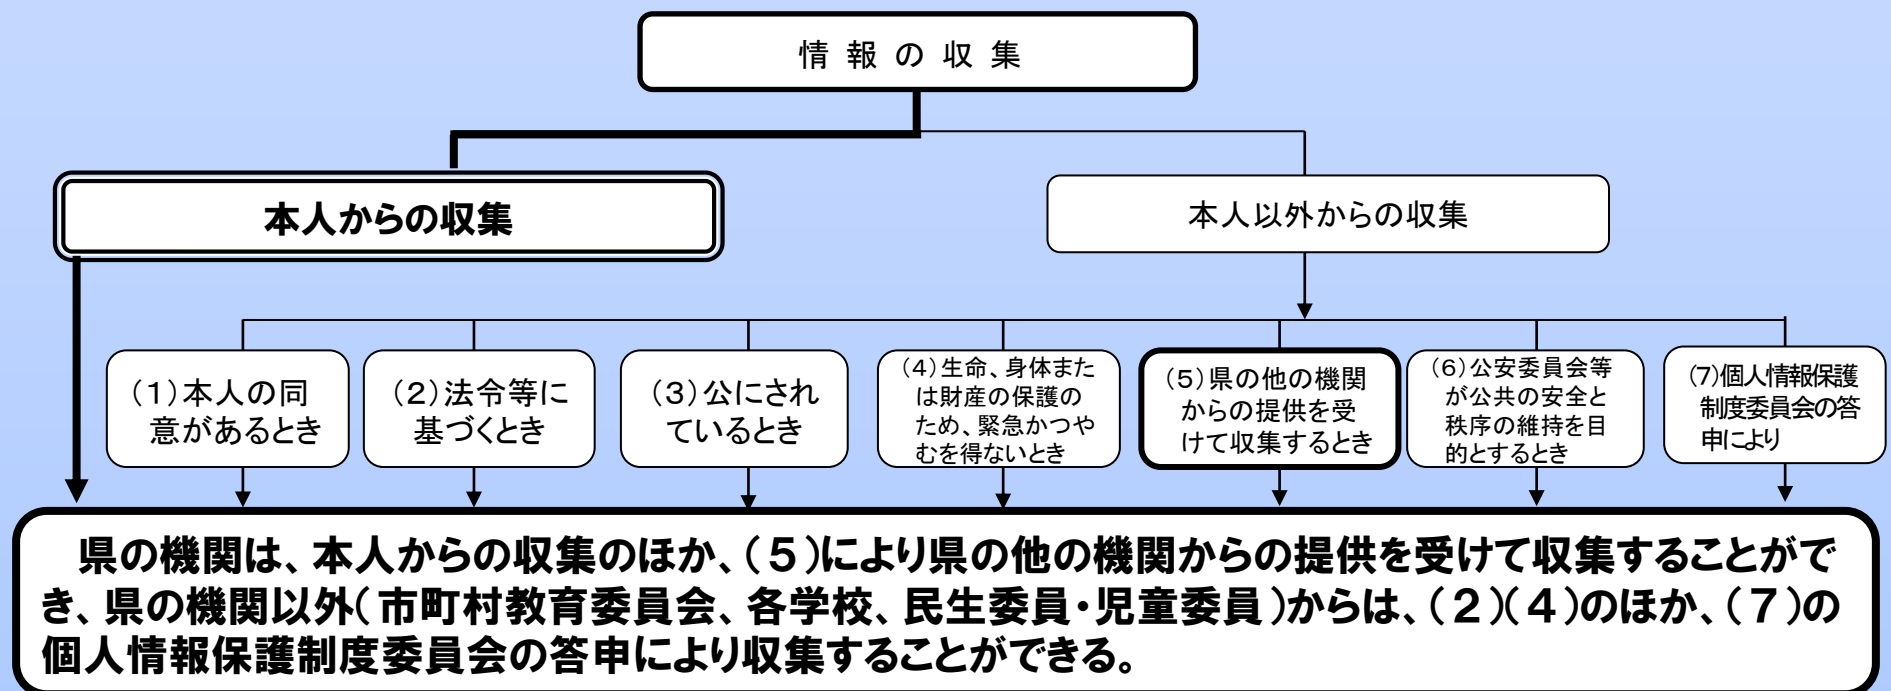 情報の収集
本人からの収集
本人以外からの収集
(1)本人の同
意があるとき
(2)法令等に
基づくとき
(3)公にされ
ているとき
(4)生命、身体また
は財産の保護の
ため、緊急かつや
むを得ないとき
(5)県の他の機関
からの提供を受
けて収集するとき
(6)公安委員会等
が公共の安全と
秩序の維持を目
的とするとき
(7)個人情報保護
制度委員会の答
申により
県の機関は、本人からの収集のほか、(5)により県の他の機関からの提供を受けて収集することがで
き、県の機関以外(市町村教育委員会、各学校、民生委員・児童委員)からは、(2)(4)のほか、(7)の
個人情報保護制度委員会の答申により収集することができる。